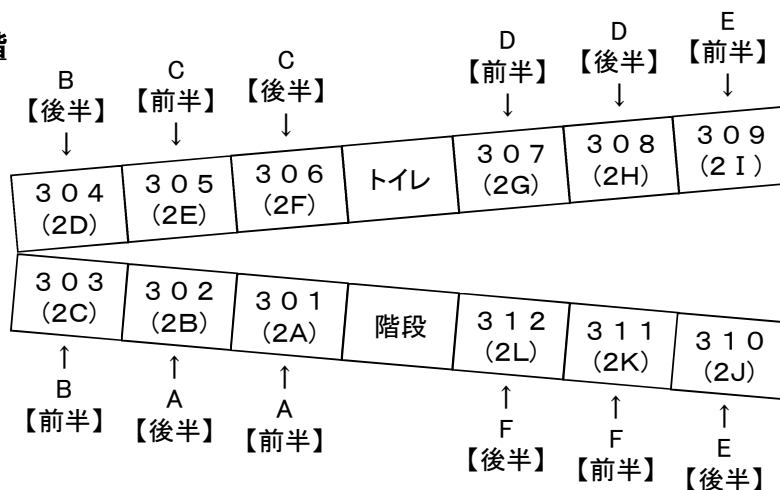 B
【後半】
↓
C
【前半】
↓
C
【後半】
↓
D
【前半】
↓
D
【後半】
↓
E
【前半】
↓
３０４
(2D)
３０５
(2E)
３０６
(2F)
トイレ
３０７
(2G)
３０８
(2H)
３０９
(2Ｉ)
３０３
(2C)
３０２
(2B)
３０１
(2A)
階段
３１２
(2L)
３１１
(2K)
３１０
(2J)
↑
B
【前半】
↑
A
【後半】
↑
A
【前半】
↑
F
【後半】
↑
F
【前半】
↑
E
【後半】